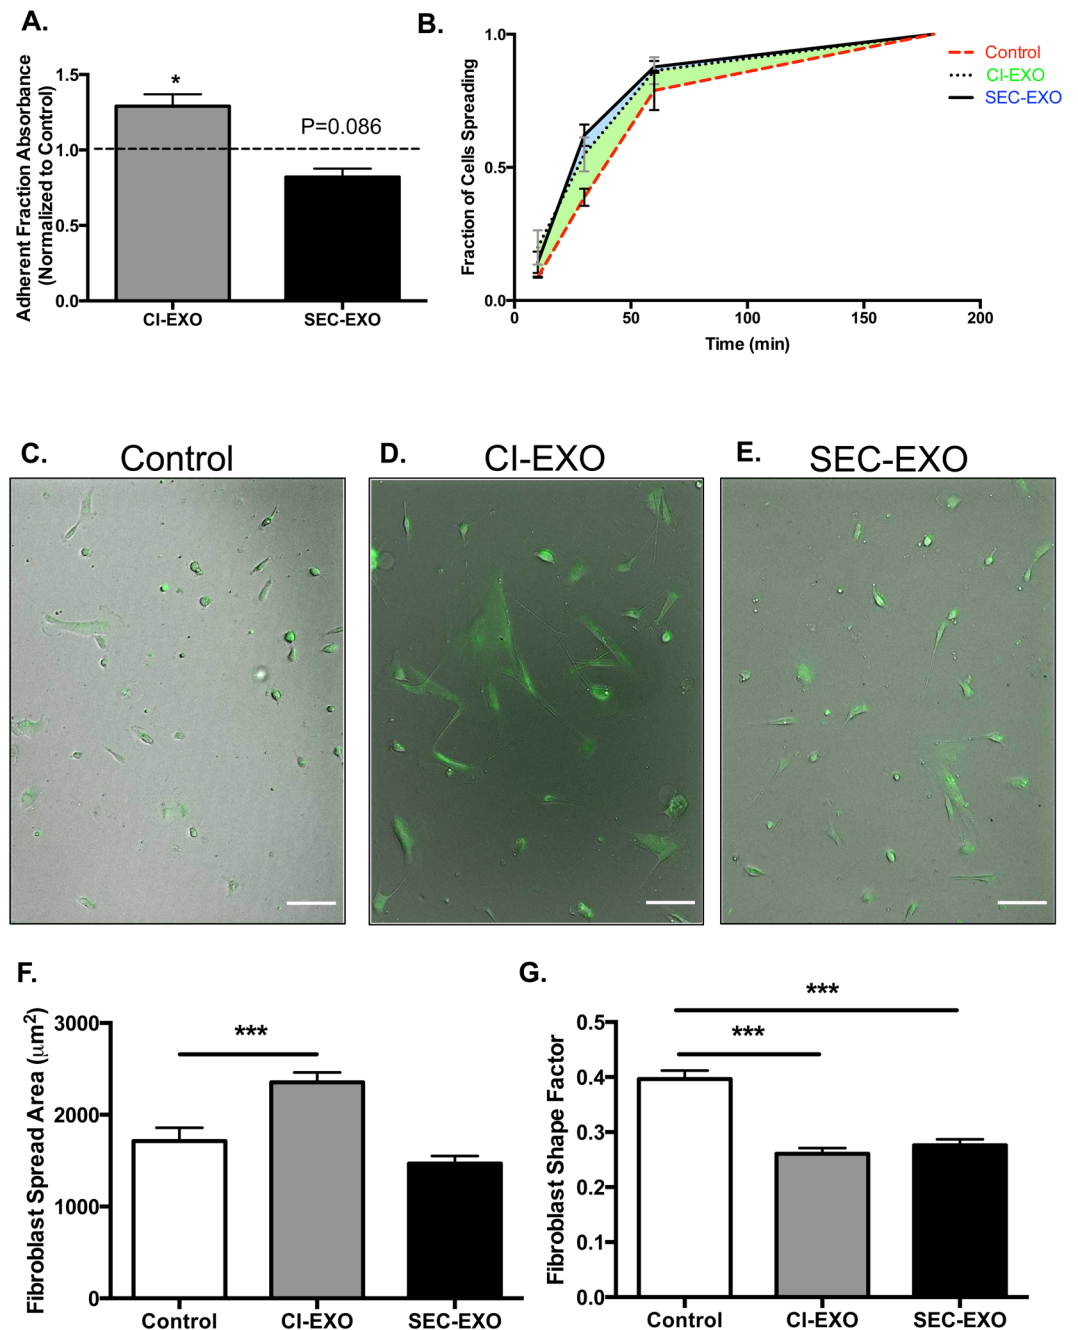 A.
Adherent Fraction Absorbance
(Normalized to Control)
1.5
1.0
0.5
0.0
*
P=0.086
CI-EXO
SEC-EXO
B.
Fraction of Cells Spreading
1.0
0.5
0.0
0
50
100
150
200
Time (min)
Control
CI-EXO
SEC-EXO
C.
Control
D.
CI-EXO
E.
SEC-EXO
F.
Fibroblast Spread Area (μm²)
3000
2000
1000
0
***
Control
CI-EXO
SEC-EXO
G.
Fibroblast Shape Factor
0.5
0.4
0.3
0.2
0.1
0.0
***
***
Control
CI-EXO
SEC-EXO